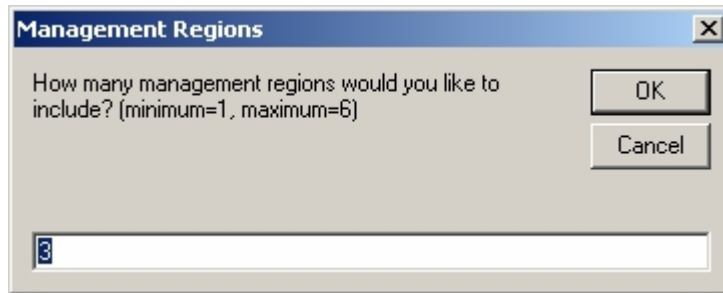 Management Regions
How many management regions would you like to
include? (minimum=1, maximum=6)
OK
Cancel
3